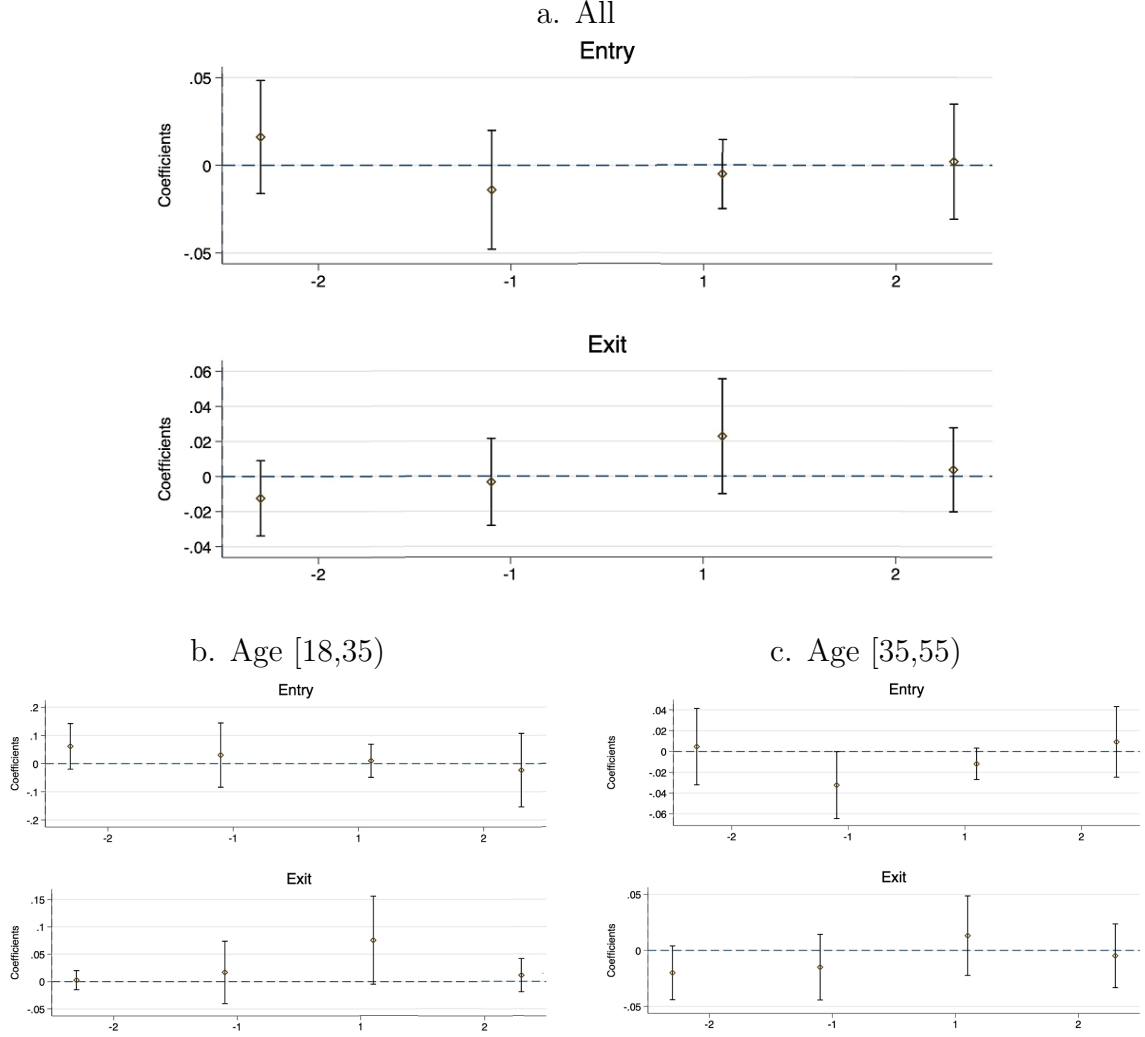 a. All
Entry
Coefficients
.05
0
-.05
-2 -1 1 2
Exit
Coefficients
.06
.04
.02
0
-.02
-.04
-2 -1 1 2
b. Age [18,35)
Entry
Coefficients
.2
.1
0
-.1
-.2
-2 -1 1 2
Exit
Coefficients
.15
.1
.05
0
-.05
-2 -1 1 2
c. Age [35,55)
Entry
Coefficients
.04
.02
0
-.02
-.04
-.06
-2 -1 1 2
Exit
Coefficients
.05
0
-.05
-2 -1 1 2